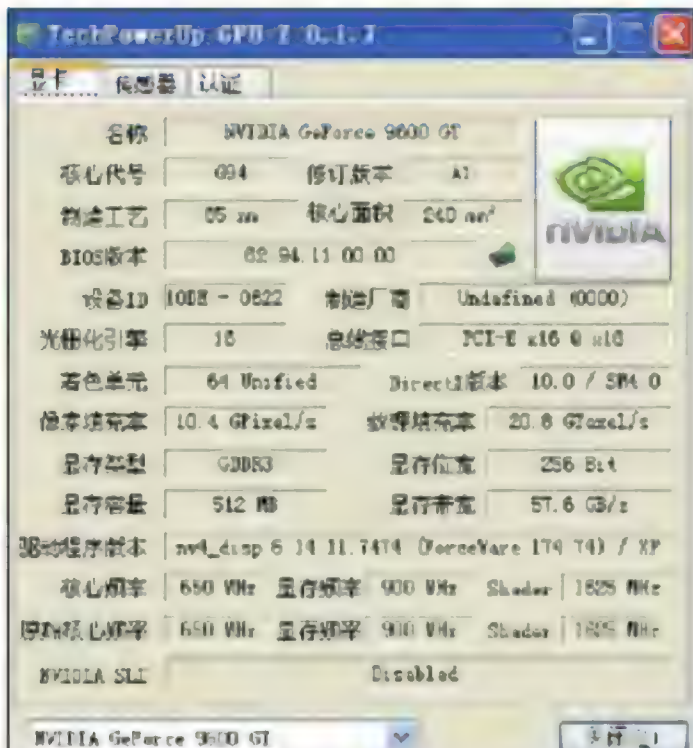 TechPowerUp GPU-Z 0.1.7
显卡 传感器 认证
名称 NVIDIA GeForce 9600 GT
核心代号 G94 修订版本 A1
制造工艺 65 nm 核心面积 240 mm²
nVIDIA
BIOS版本 62.94.11.00.00
设备ID 10DE - 0622 制造厂商 Undefined (0000)
光栅化引擎 16 总线接口 PCI-E x16 @ x16
着色单元 64 Unified DirectX版本 10.0 / SM4.0
像素填充率 10.4 GPixel/s 纹理填充率 20.8 GTexel/s
显存类型 GDDR3 显存位宽 256 Bit
显存容量 512 MB 显存带宽 57.6 GB/s
驱动程序版本 nv4_disp 6.14.11.7474 (ForceWare 174.74) / XP
核心频率 650 MHz 显存频率 900 MHz Shader 1625 MHz
原始核心频率 650 MHz 显存频率 900 MHz Shader 1625 MHz
NVIDIA SLI Disabled
NVIDIA GeForce 9600 GT